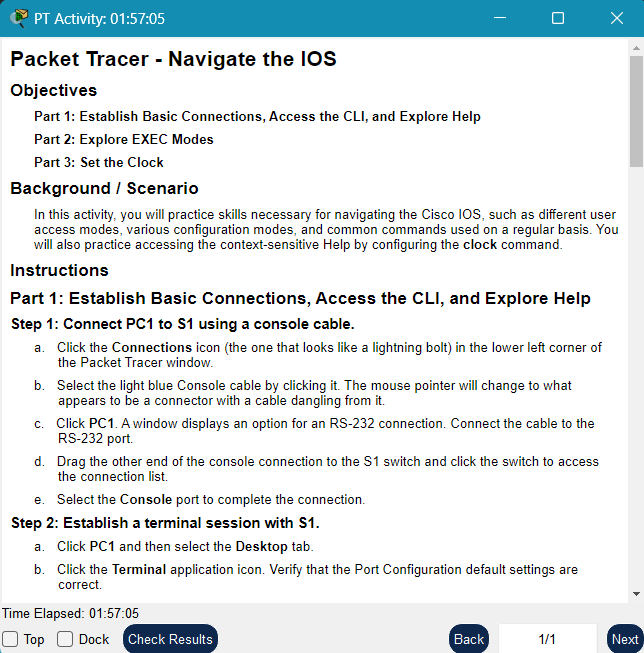 PT Activity: 01:57:05
Packet Tracer - Navigate the IOS
Objectives
Part 1: Establish Basic Connections, Access the CLI, and Explore Help
Part 2: Explore EXEC Modes
Part 3: Set the Clock
Background / Scenario
In this activity, you will practice skills necessary for navigating the Cisco IOS, such as different user
access modes, various configuration modes, and common commands used on a regular basis. You
will also practice accessing the context-sensitive Help by configuring the clock command.
Instructions
Part 1: Establish Basic Connections, Access the CLI, and Explore Help
Step 1: Connect PC1 to S1 using a console cable.
a. Click the Connections icon (the one that looks like a lightning bolt) in the lower left corner of
the Packet Tracer window.
b. Select the light blue Console cable by clicking it. The mouse pointer will change to what
appears to be a connector with a cable dangling from it.
c. Click PC1. A window displays an option for an RS-232 connection. Connect the cable to the
RS-232 port.
d. Drag the other end of the console connection to the S1 switch and click the switch to access
the connection list.
e. Select the Console port to complete the connection.
Step 2: Establish a terminal session with S1.
a. Click PC1 and then select the Desktop tab.
b. Click the Terminal application icon. Verify that the Port Configuration default settings are
correct.
Time Elapsed: 01:57:05
Top Dock Check Results Back 1/1 Next